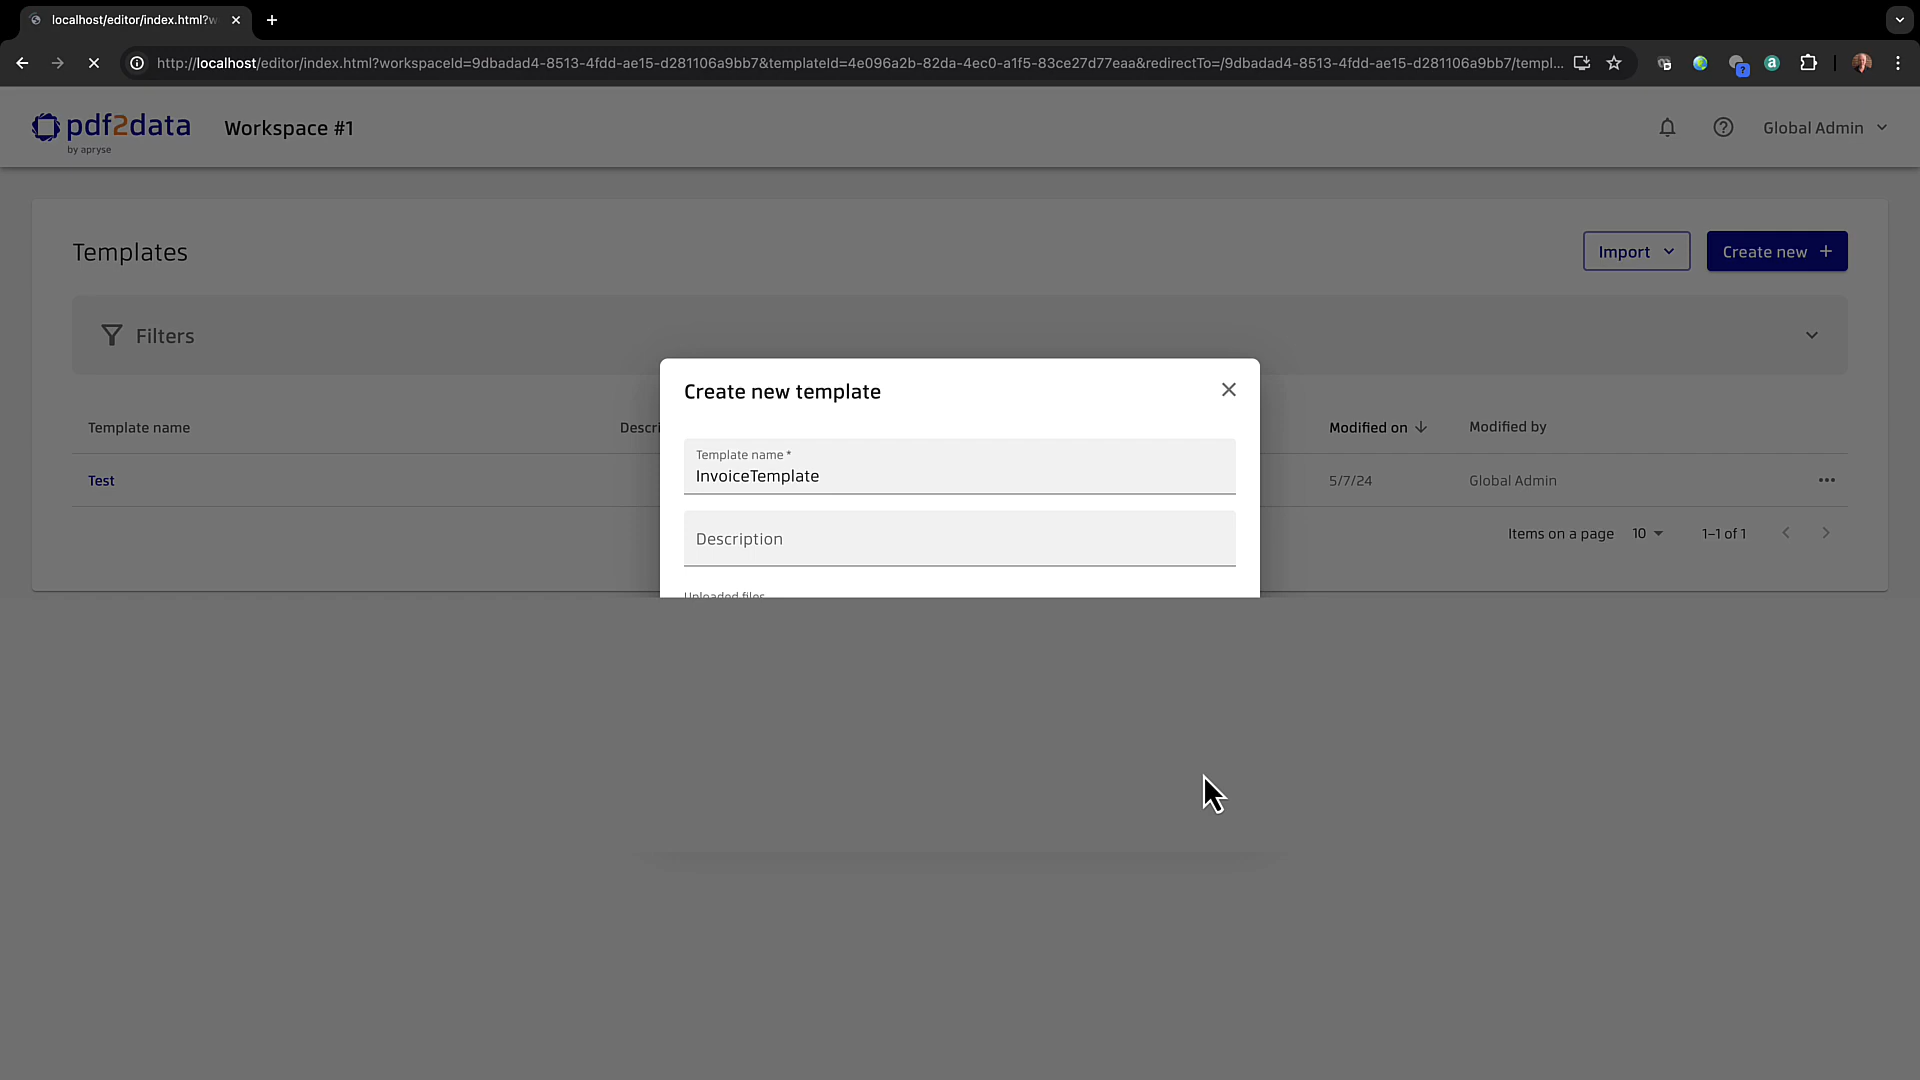 localhost/editor/index.html?w
http://localhost/editor/index.html?workspaceId=9dbadad4-8513-4fdd-ae15-d281106a9bb7&templateId=4e096a2b-82da-4ec0-a1f5-83ce27d77eaa&redirectTo=/9dbadad4-8513-4fdd-ae15-d281106a9bb7/templ...
pdf2data
by apryse
Workspace #1
Global Admin
Templates
Import
Create new +
Filters
Create new template
Template name
Descri
Modified on
Modified by
Template name *
InvoiceTemplate
Test
5/7/24
Global Admin
Description
Items on a page
10
1–1 of 1
Uploaded files